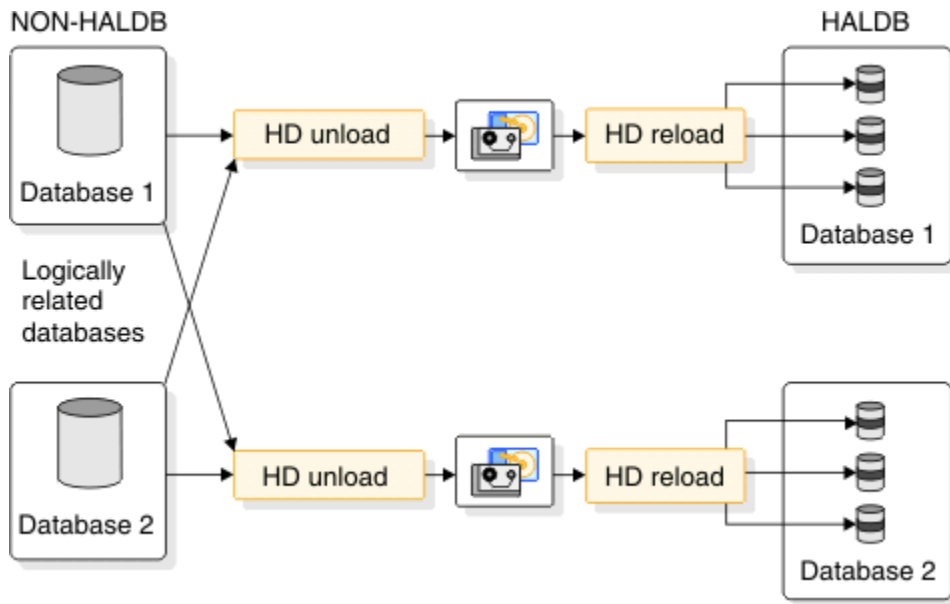 NON-HALDB
HALDB
HD unload
HD reload
Database 1
Database 1
Logically
related
databases
HD unload
HD reload
Database 2
Database 2